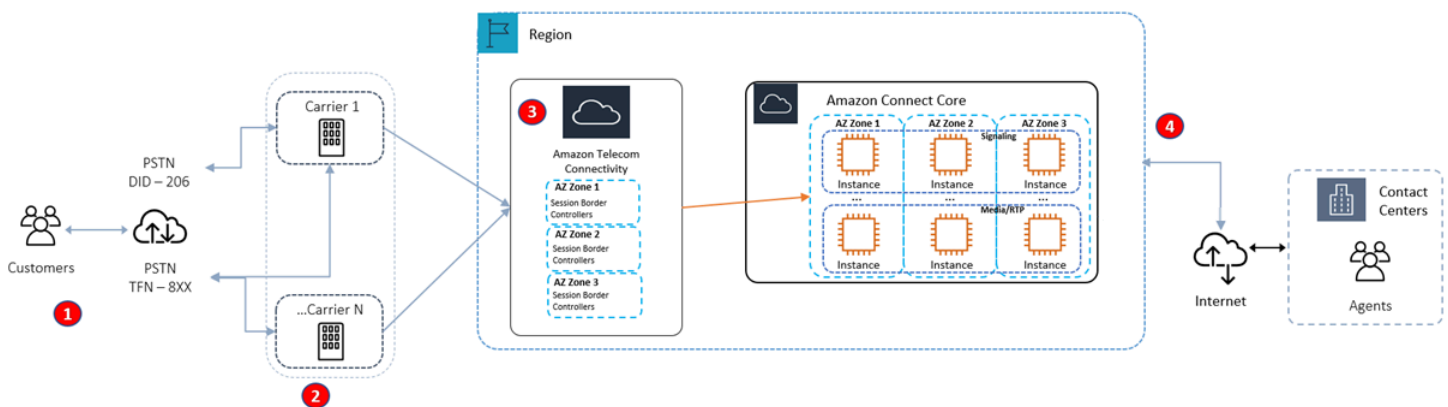 Customers
1
PSTN
DID – 206
PSTN
TFN – 8XX
Carrier 1
...Carrier N
2
Region
3
Amazon Telecom
Connectivity
AZ Zone 1
Session Border
Controllers
AZ Zone 2
Session Border
Controllers
AZ Zone 3
Session Border
Controllers
Amazon Connect Core
AZ Zone 1 AZ Zone 2 AZ Zone 3
Signaling
Instance Instance Instance
... ... ...
Media/RTP
Instance Instance Instance
4
Internet
Contact
Centers
Agents